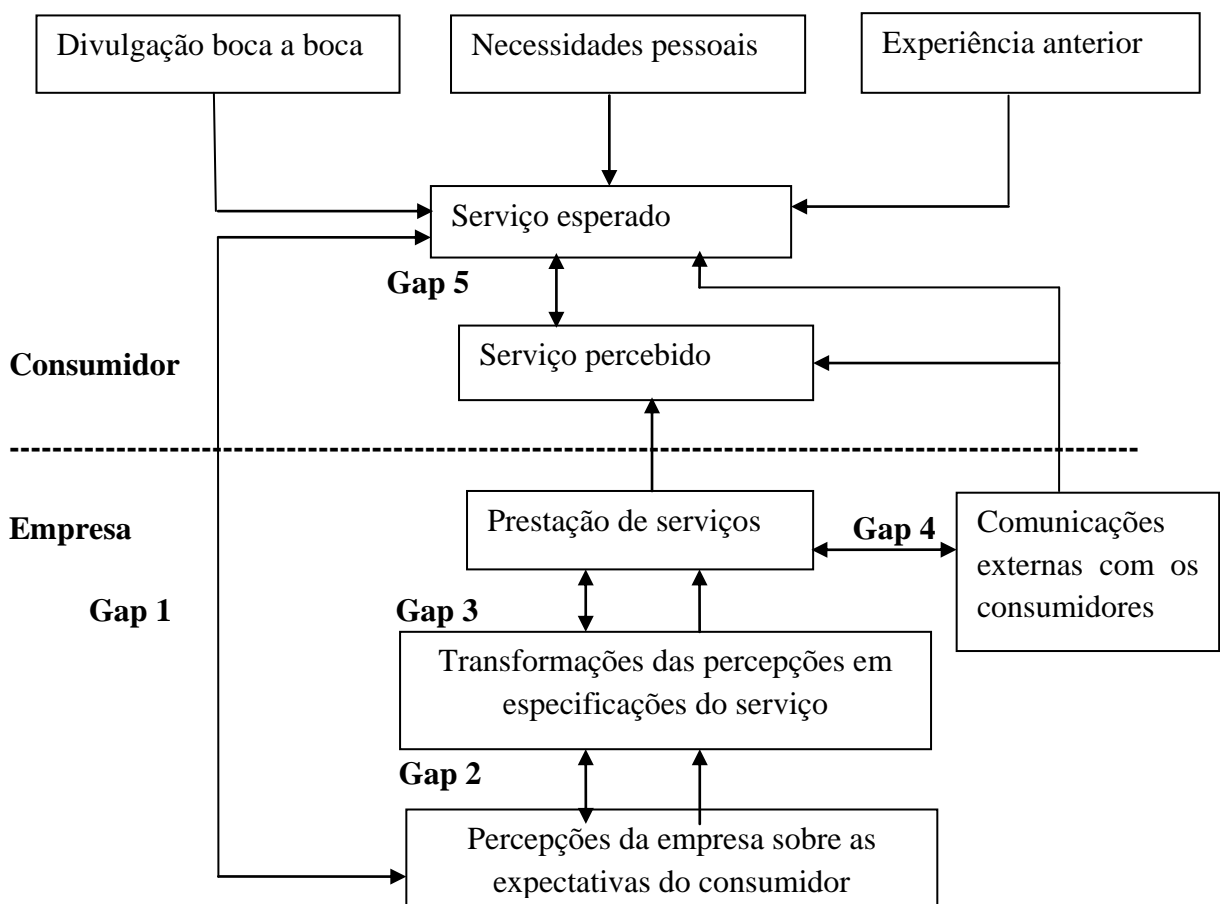 Divulgação boca a boca
Necessidades pessoais
Experiência anterior
Serviço esperado
Gap 5
Serviço percebido
Consumidor
Prestação de serviços
Empresa
Gap 4
Comunicações
externas com os
consumidores
Gap 1
Gap 3
Transformações das percepções em
especificações do serviço
Gap 2
Percepções da empresa sobre as
expectativas do consumidor